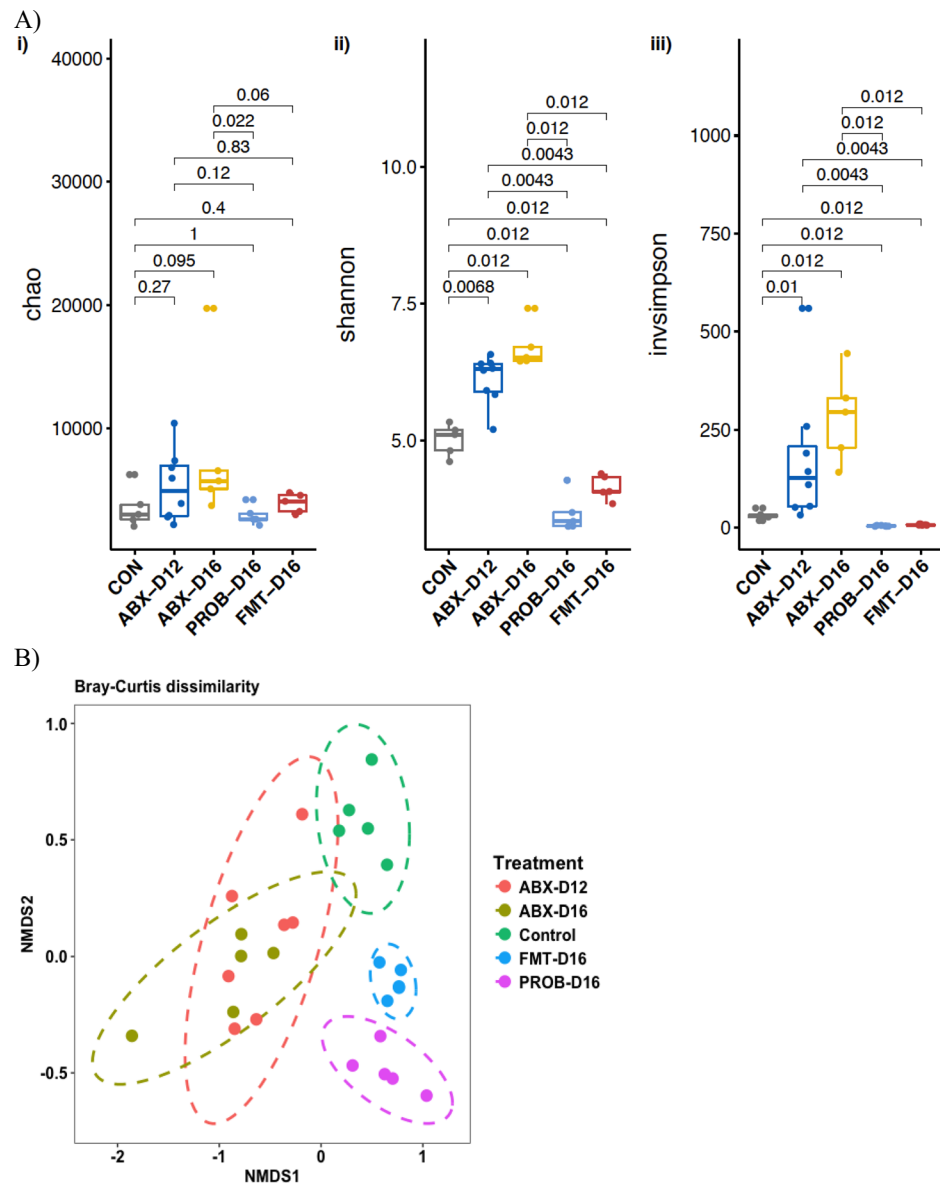 A)
i)
chao
40000
30000
20000
10000
0.06
0.022
0.83
0.12
0.4
1
0.095
0.27
CON
ABX–D12
ABX–D16
PROB–D16
FMT–D16
ii)
shannon
10.0
7.5
5.0
0.012
0.012
0.0043
0.0043
0.012
0.012
0.012
0.0068
CON
ABX–D12
ABX–D16
PROB–D16
FMT–D16
iii)
invsimpson
1000
750
500
250
0
0.012
0.012
0.0043
0.0043
0.012
0.012
0.012
0.01
CON
ABX–D12
ABX–D16
PROB–D16
FMT–D16
B)
Bray-Curtis dissimilarity
NMDS2
1.0
0.5
0.0
-0.5
-2
-1
0
1
NMDS1
Treatment
ABX-D12
ABX-D16
Control
FMT-D16
PROB-D16